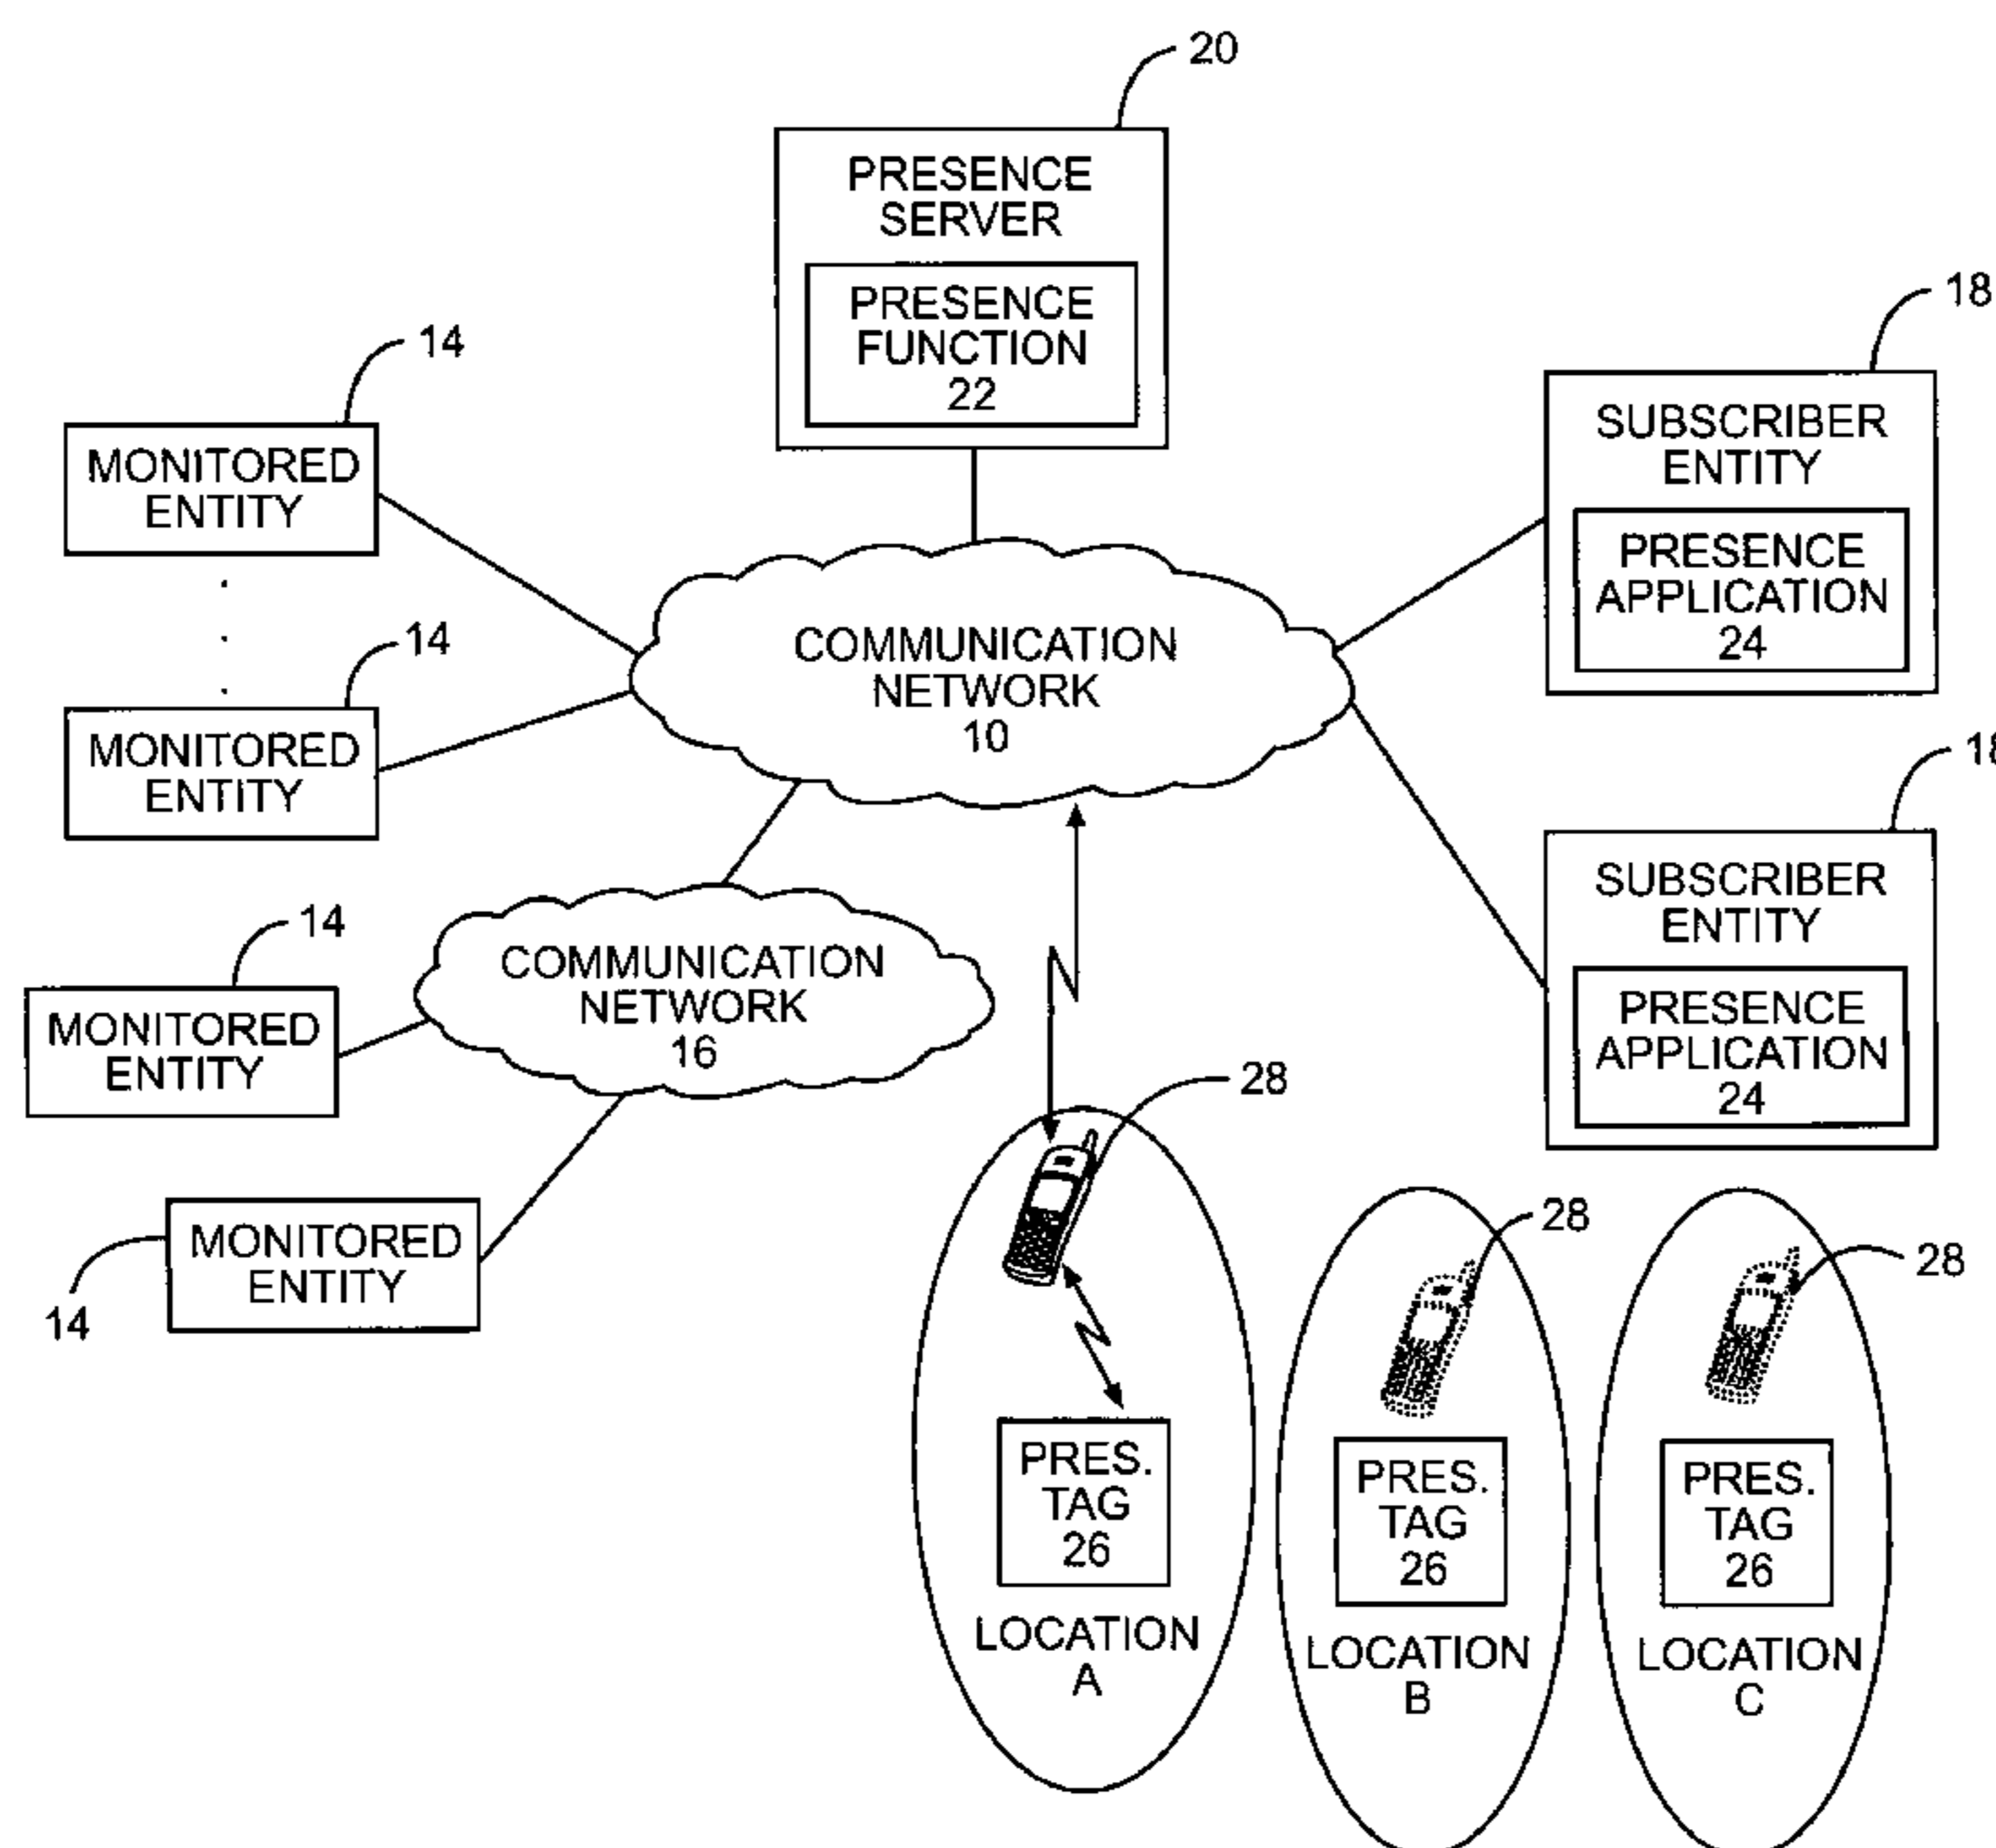 20
PRESENCE
SERVER
PRESENCE
FUNCTION
22
18
14
MONITORED
ENTITY
SUBSCRIBER
ENTITY
PRESENCE
APPLICATION
24
14
MONITORED
ENTITY
COMMUNICATION
NETWORK
10
18
SUBSCRIBER
ENTITY
PRESENCE
APPLICATION
24
14
MONITORED
ENTITY
COMMUNICATION
NETWORK
16
14
MONITORED
ENTITY
28
PRES.
TAG
26
LOCATION
A
28
PRES.
TAG
26
LOCATION
B
28
PRES.
TAG
26
LOCATION
C